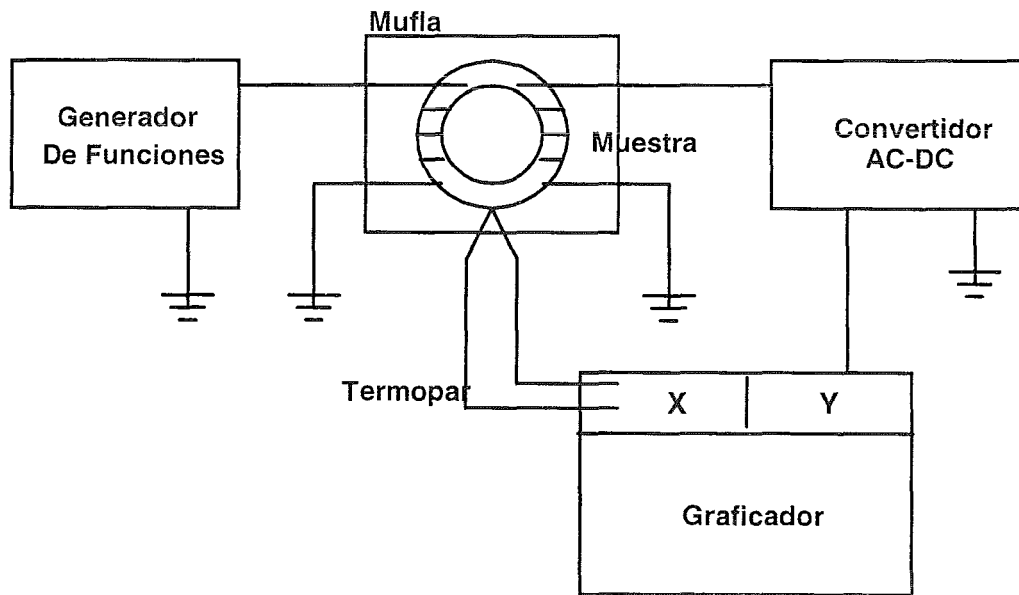 Mufla
Generador
De Funciones
Muestra
Convertidor
AC-DC
Termopar
X
Y
Graficador